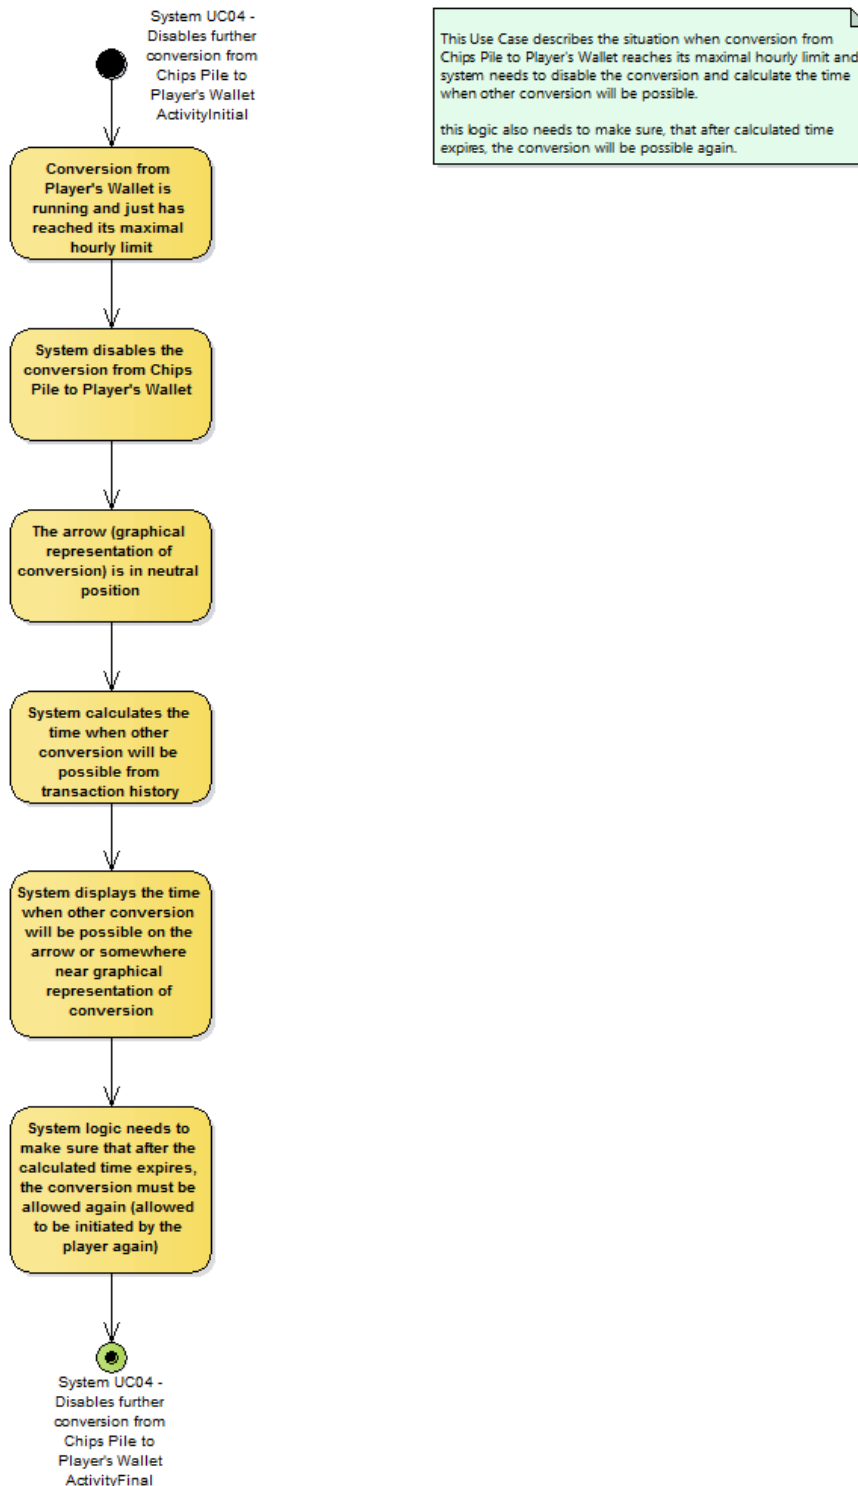 System UC04 -
Disables further
conversion from
Chips Pile to
Player's Wallet
ActivityInitial
This Use Case describes the situation when conversion from
Chips Pile to Player's Wallet reaches its maximal hourly limit and
system needs to disable the conversion and calculate the time
when other conversion will be possible.
this logic also needs to make sure, that after calculated time
expires, the conversion will be possible again.
Conversion from
Player's Wallet is
running and just has
reached its maximal
hourly limit
System disables the
conversion from Chips
Pile to Player's Wallet
The arrow (graphical
representation of
conversion) is in neutral
position
System calculates the
time when other
conversion will be
possible from
transaction history
System displays the time
when other conversion
will be possible on the
arrow or somewhere
near graphical
representation of
conversion
System logic needs to
make sure that after the
calculated time expires,
the conversion must be
allowed again (allowed
to be initiated by the
player again)
System UC04 -
Disables further
conversion from
Chips Pile to
Player's Wallet
ActivityFinal